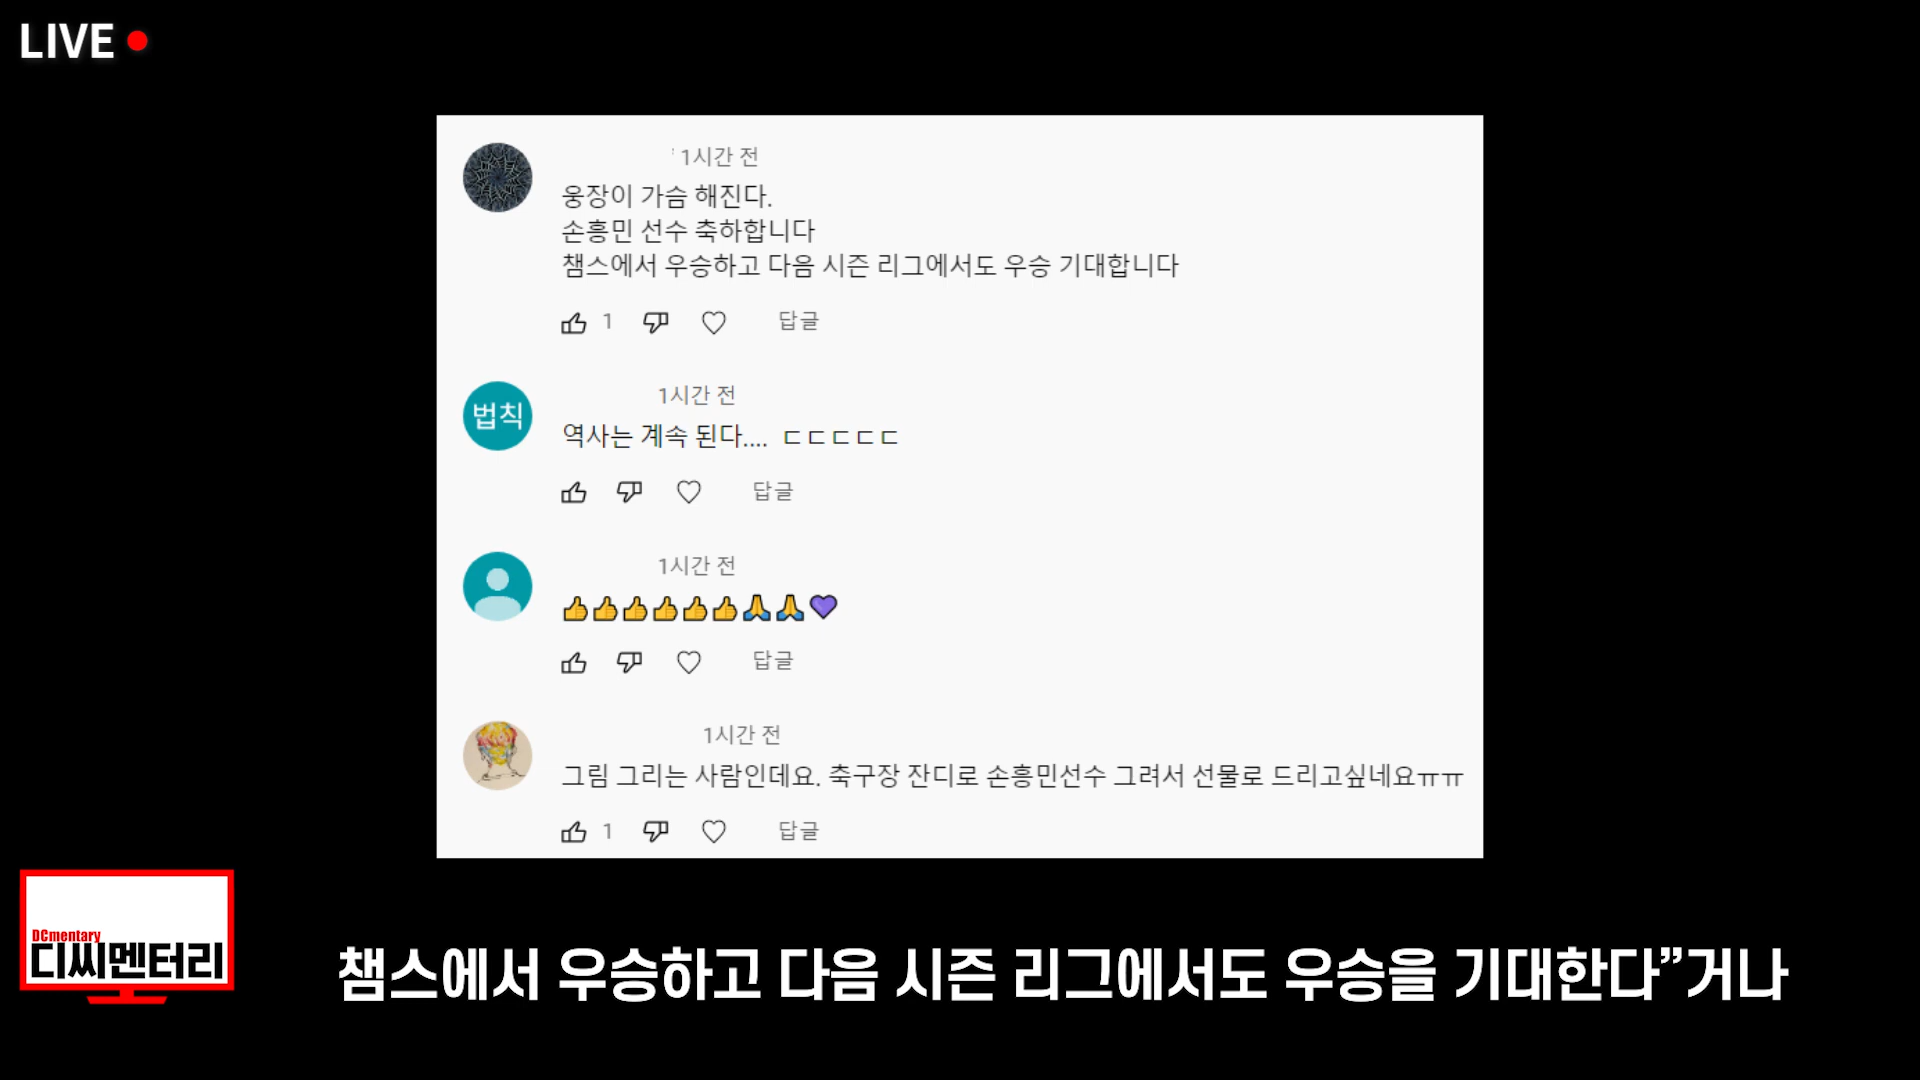 LIVE
1시간 전
웅장이 가슴 해진다.
손흥민 선수 축하합니다
챔스에서 우승하고 다음 시즌 리그에서도 우승 기대합니다
1 답글
법칙
1시간 전
역사는 계속 된다.... ㄷㄷㄷㄷㄷ
답글
1시간 전
👍👍👍👍👍👍🙏🙏💜
답글
1시간 전
그림 그리는 사람인데요. 축구장 잔디로 손흥민선수 그려서 선물로 드리고싶네요ㅠㅠ
1 답글
DCmentary
디씨멘터리
챔스에서 우승하고 다음 시즌 리그에서도 우승을 기대한다”거나